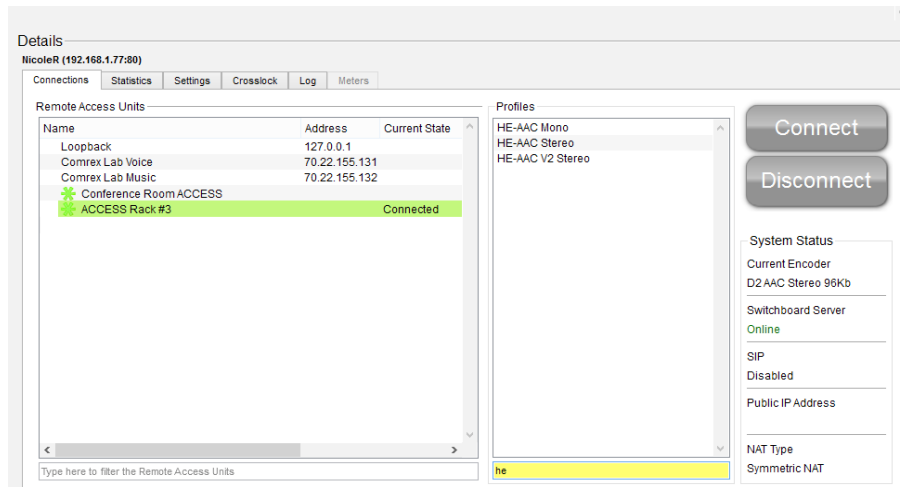 Details
NicoleR (192.168.1.77:80)
Connections Statistics Settings Crosslock Log Meters
Remote Access Units
Name Address Current State
Loopback 127.0.0.1
Comrex Lab Voice 70.22.155.131
Comrex Lab Music 70.22.155.132
Conference Room ACCESS
ACCESS Rack #3 Connected
Type here to filter the Remote Access Units
Profiles
HE-AAC Mono
HE-AAC Stereo
HE-AAC V2 Stereo
he
Connect
Disconnect
System Status
Current Encoder
D2 AAC Stereo 96Kb
Switchboard Server
Online
SIP
Disabled
Public IP Address
NAT Type
Symmetric NAT